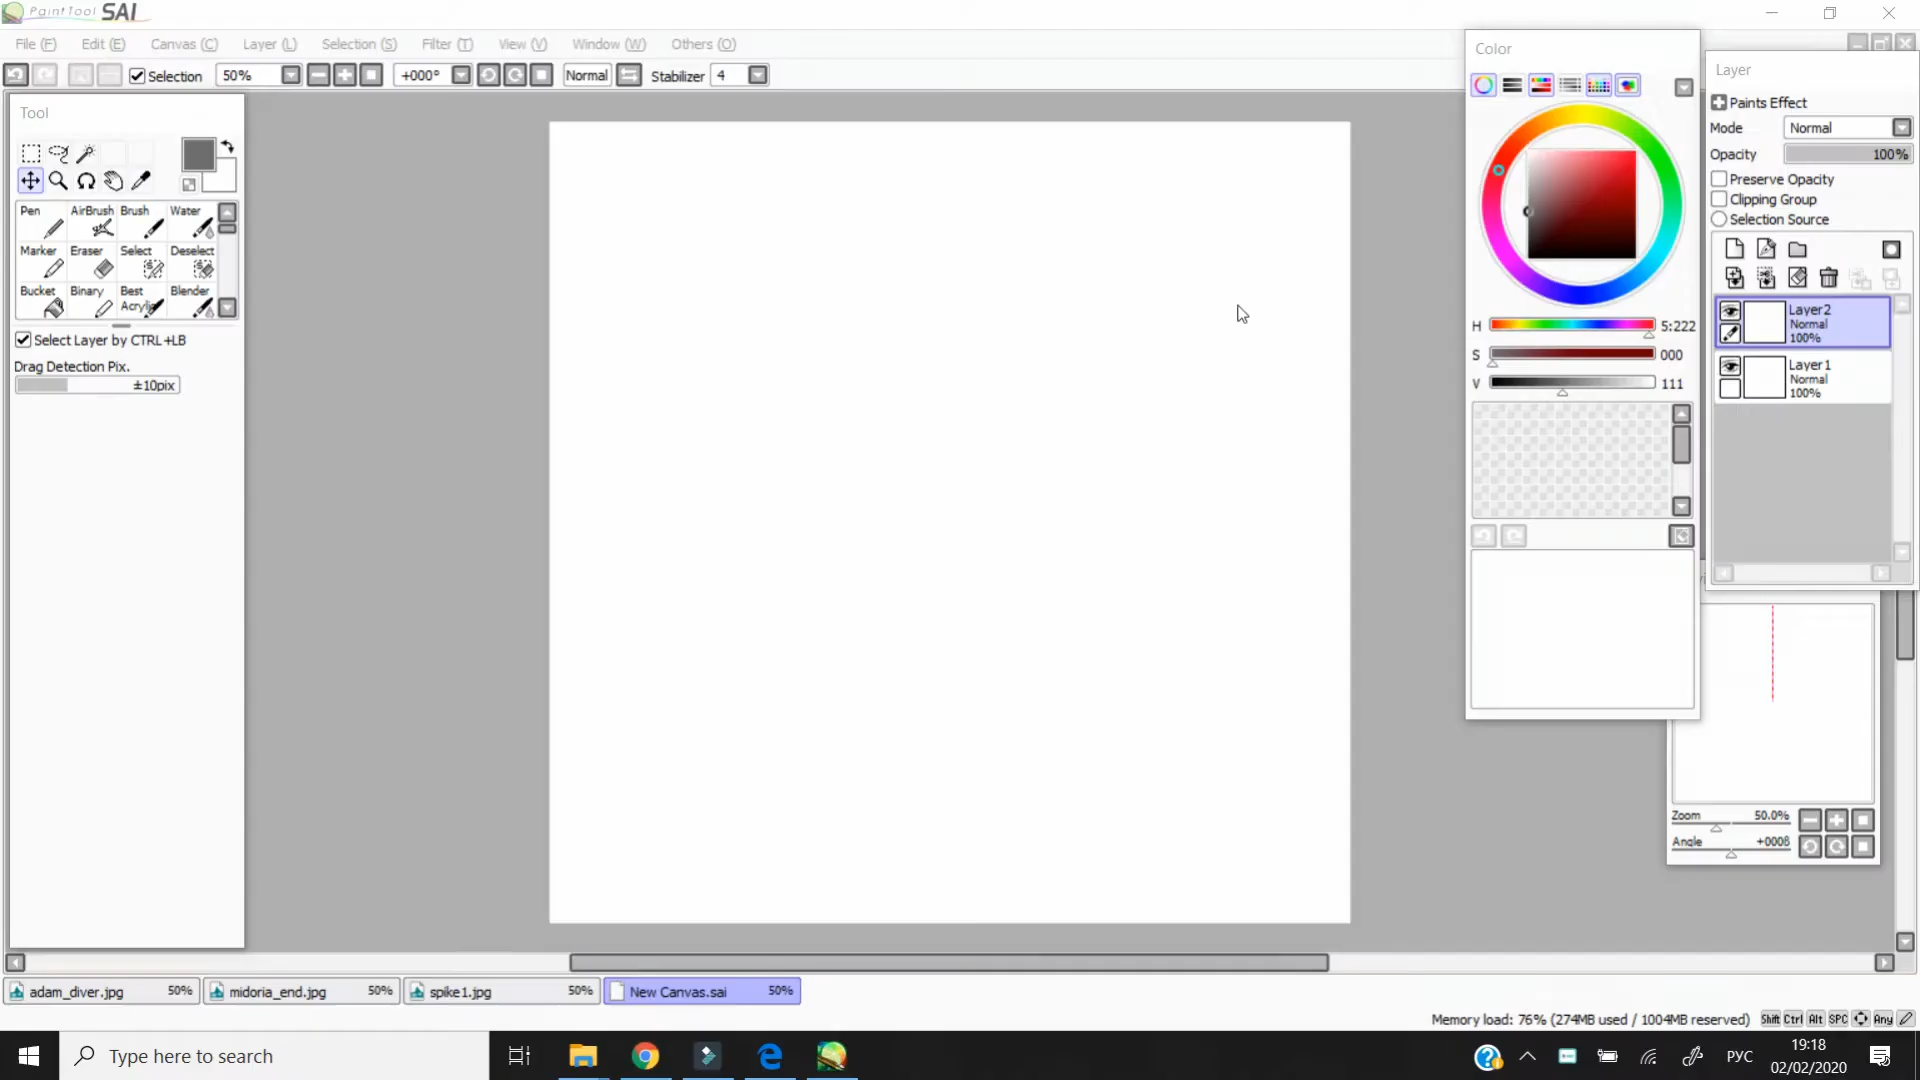 PaintTool SAI
File (F) Edit (E) Canvas (C) Layer (L) Selection (S) Filter (T) View (V) Window (W) Others (O)
Selection 50% +000° Normal Stabilizer 4
Tool
Pen AirBrush Brush Water
Marker Eraser Select Deselect
Bucket Binary Best Acrylic Blender
Select Layer by CTRL+LB
Drag Detection Pix.
±10pix
Color
H 5:222
S 000
V 111
Layer
Paints Effect
Mode Normal
Opacity 100%
Preserve Opacity
Clipping Group
Selection Source
Layer2
Normal
100%
Layer1
Normal
100%
Zoom 50.0%
Angle +000ß
adam_diver.jpg 50% midoria_end.jpg 50% spike1.jpg 50% New Canvas.sai 50%
Memory load: 76% (274MB used / 1004MB reserved) Shift Ctrl Alt SPC Any
Type here to search
РУС
19:18
02/02/2020